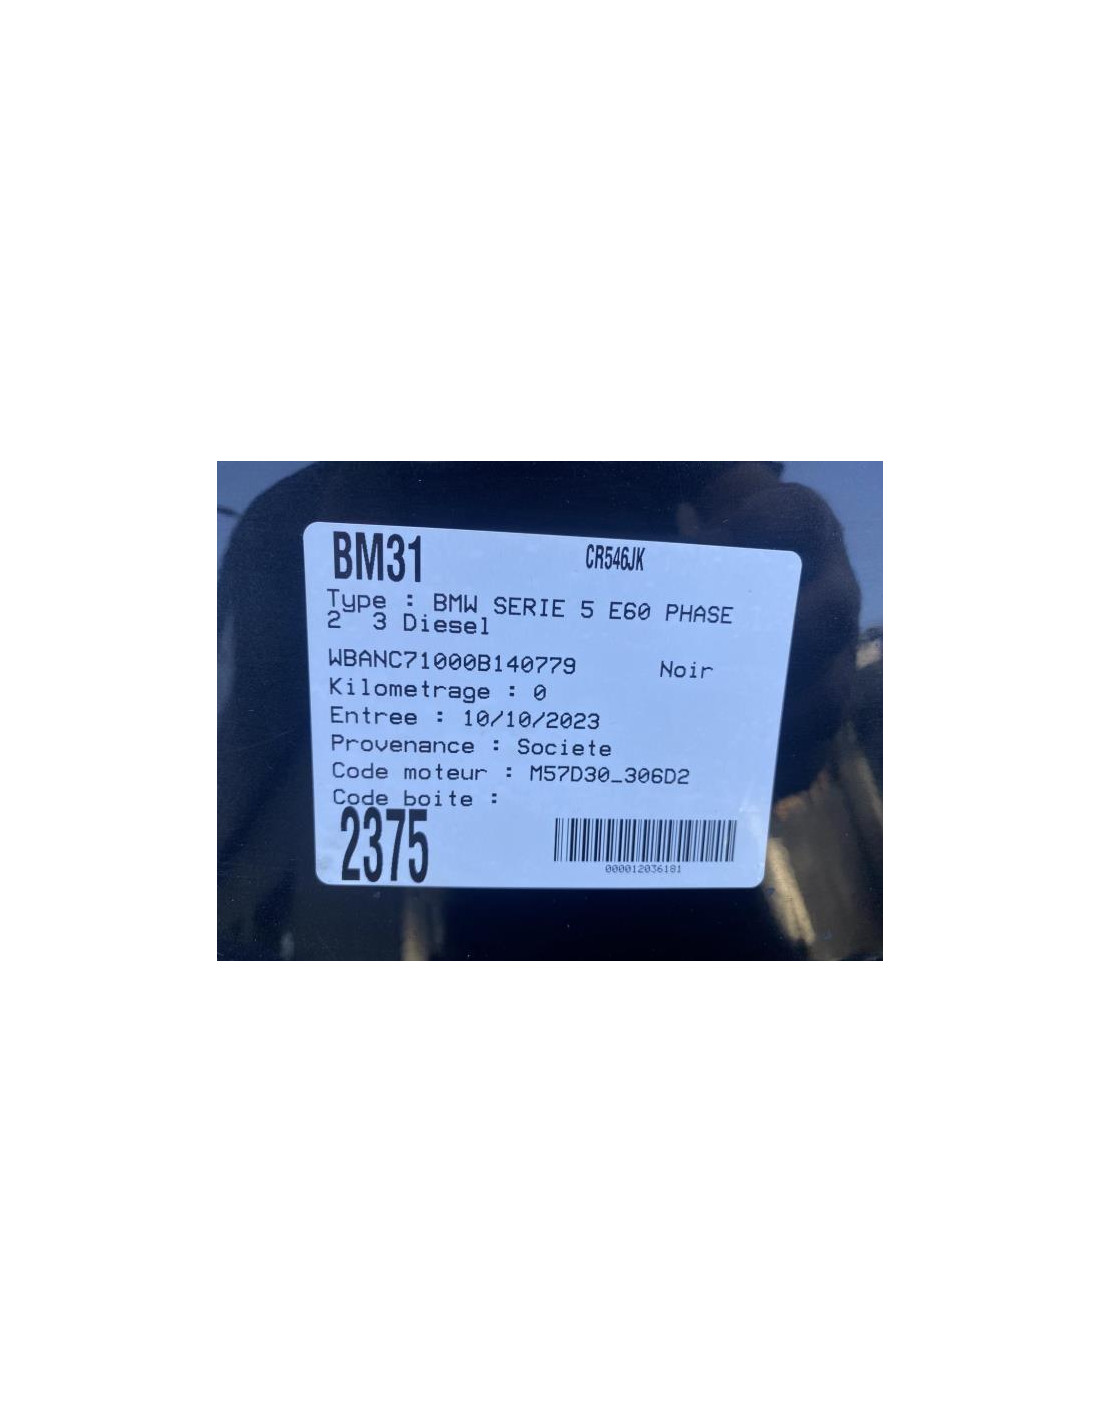 BM31 CR546JK
Type : BMW SERIE 5 E60 PHASE
2 3 Diesel
WBANC71000B140779 Noir
Kilometrage : 0
Entree : 10/10/2023
Provenance : Societe
Code moteur : M57D30_306D2
Code boite :
2375
000012036181